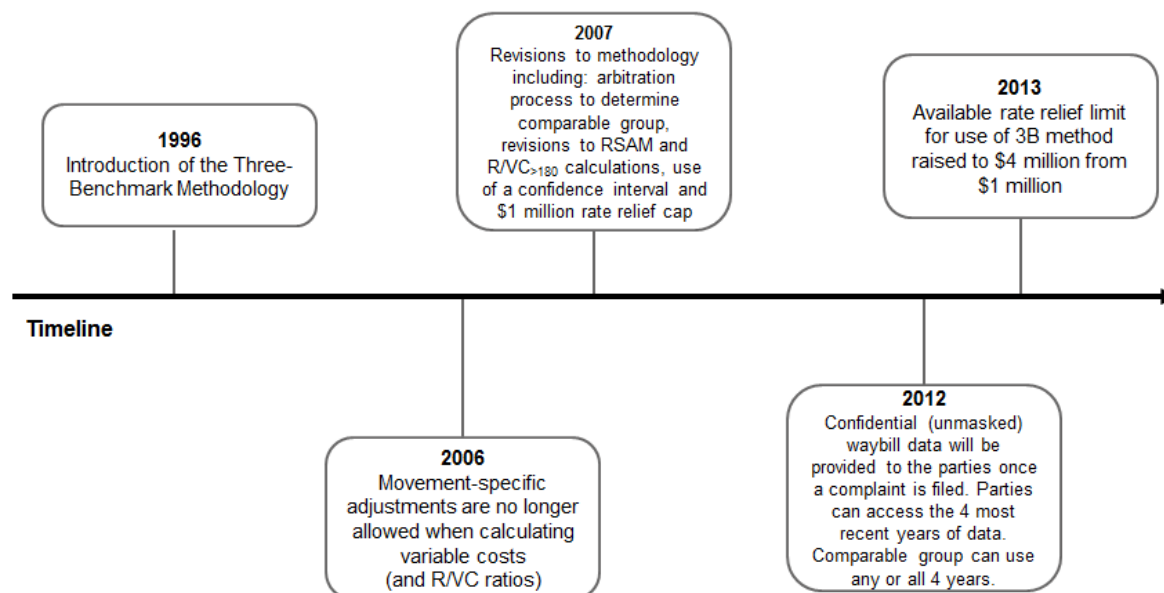 1996
Introduction of the Three-
Benchmark Methodology
2007
Revisions to methodology
including: arbitration
process to determine
comparable group,
revisions to RSAM and
R/VC>180 calculations, use
of a confidence interval and
$1 million rate relief cap
2013
Available rate relief limit
for use of 3B method
raised to $4 million from
$1 million
Timeline
2006
Movement-specific
adjustments are no longer
allowed when calculating
variable costs
(and R/VC ratios)
2012
Confidential (unmasked)
waybill data will be
provided to the parties once
a complaint is filed. Parties
can access the 4 most
recent years of data.
Comparable group can use
any or all 4 years.